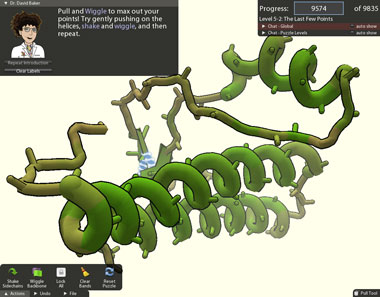 Dr. David Baker
Pull and Wiggle to max out your
points! Try gently pushing on the
helices, shake and wiggle, and then
repeat.
Repeat Introduction
Clear Labels
Progress: 9574 of 9835
Level 5-2: The Last Few Points
Chat - Global auto show
Chat - Puzzle Levels auto show
Shake Sidechains
Wiggle Backbone
Lock All
Clear Bands
Reset Puzzle
Actions Undo File
Pull Tool